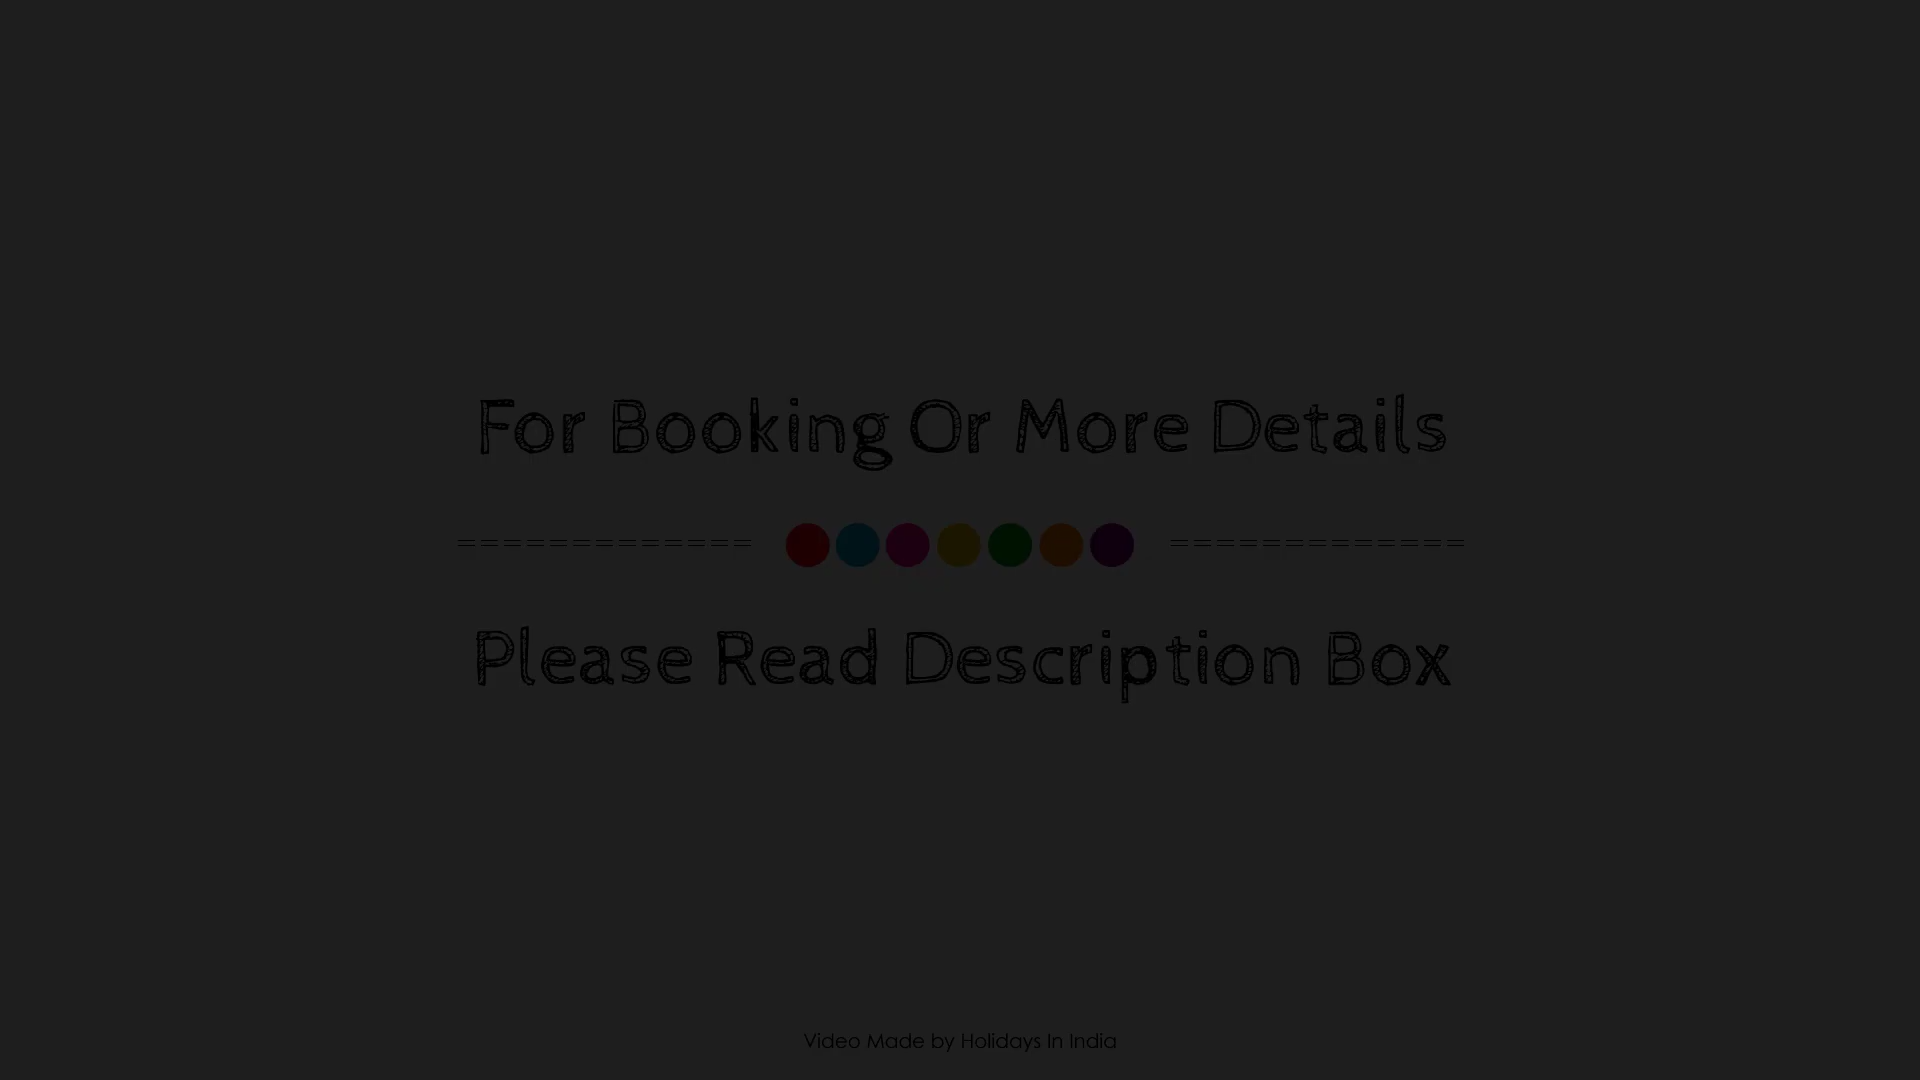 For Booking Or More Details
============= =============
Please Read Description Box
Video Made by Holidays In India